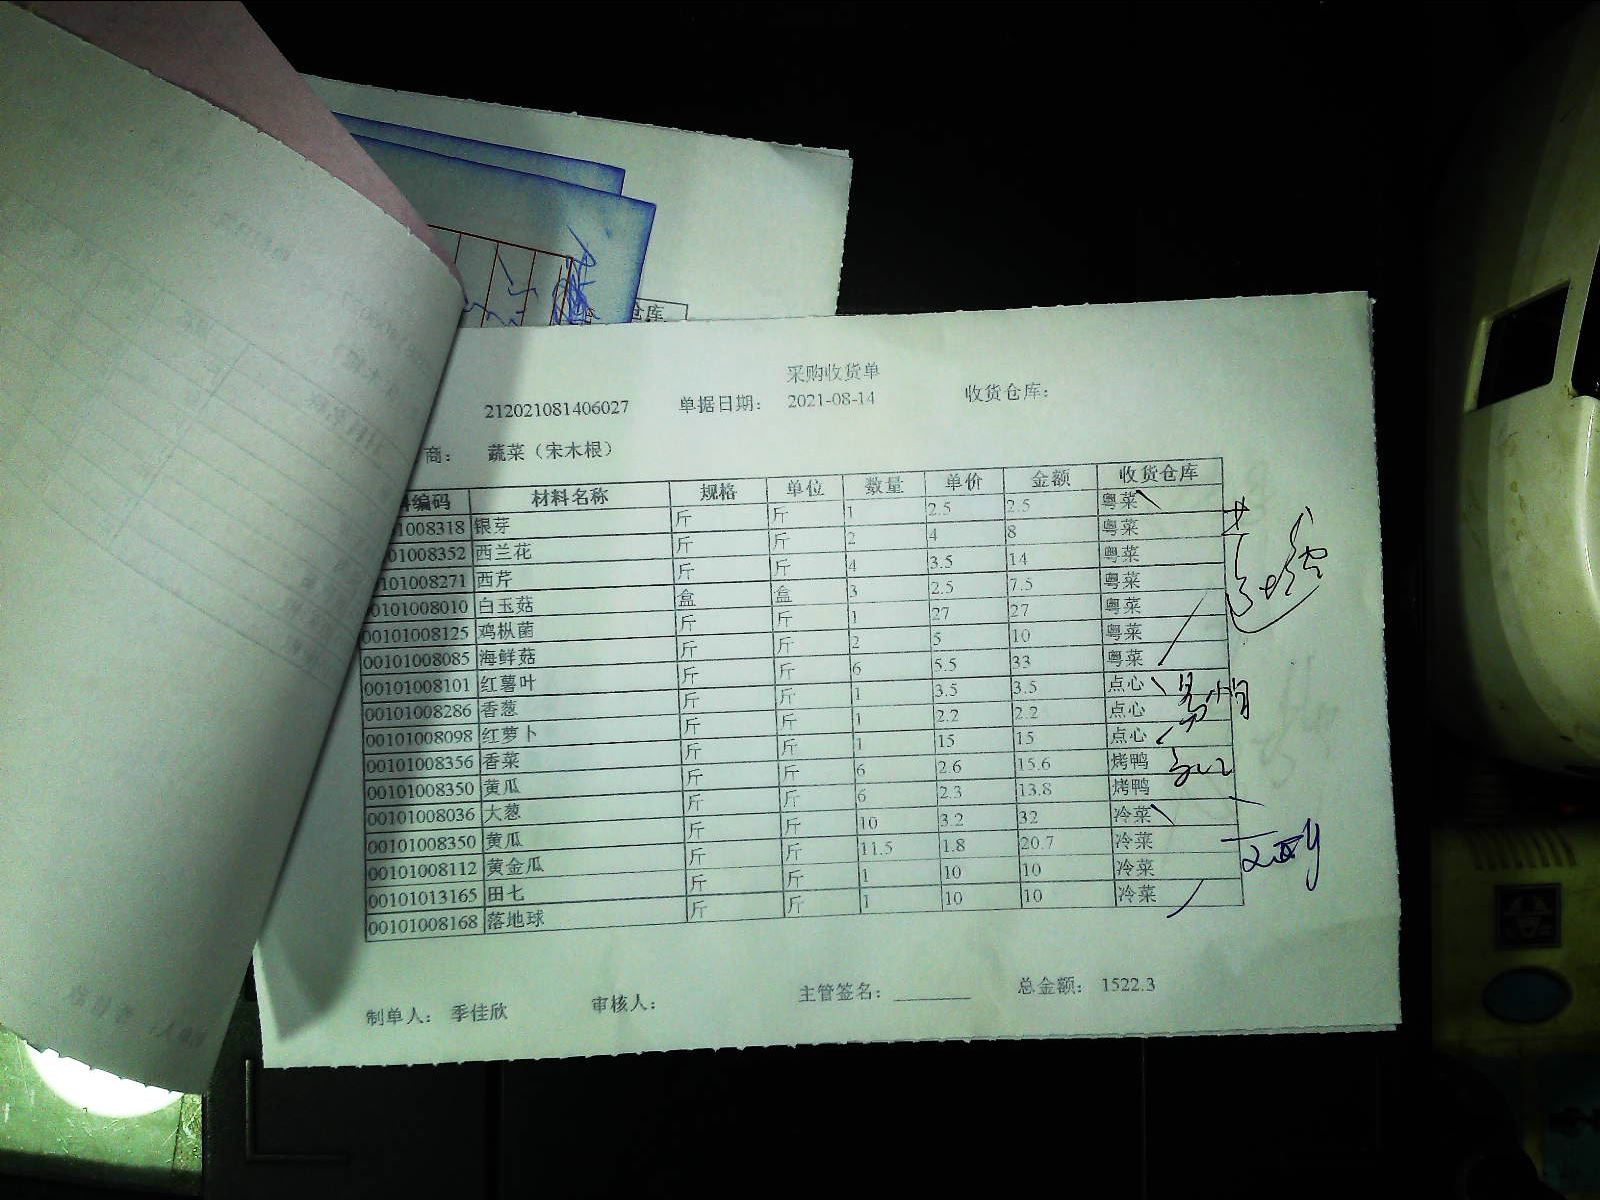 仓库
采购收货单
212021081406027 单据日期: 2021-08-14 收货仓库:
商: 蔬菜（宋木根）
编码 材料名称 规格 单位 数量 单价 金额 收货仓库
01008318 银芽 斤 斤 1 2.5 2.5 粤菜
01008352 西兰花 斤 斤 2 4 8 粤菜
101008271 西芹 斤 斤 4 3.5 14 粤菜
0101008010 白玉菇 盒 盒 3 2.5 7.5 粤菜
00101008125 鸡枞菌 斤 斤 1 27 27 粤菜
00101008085 海鲜菇 斤 斤 2 5 10 粤菜
00101008101 红薯叶 斤 斤 6 5.5 33 粤菜
00101008286 香葱 斤 斤 1 3.5 3.5 点心
00101008098 红萝卜 斤 斤 1 2.2 2.2 点心
00101008356 香菜 斤 斤 1 15 15 点心
00101008350 黄瓜 斤 斤 6 2.6 15.6 烤鸭
00101008036 大葱 斤 斤 6 2.3 13.8 烤鸭
00101008350 黄瓜 斤 斤 10 3.2 32 冷菜
00101008112 黄金瓜 斤 斤 11.5 1.8 20.7 冷菜
00101013165 田七 斤 斤 1 10 10 冷菜
00101008168 落地球 斤 斤 1 10 10 冷菜
制单人: 季佳欣 审核人: 主管签名: ________ 总金额: 1522.3